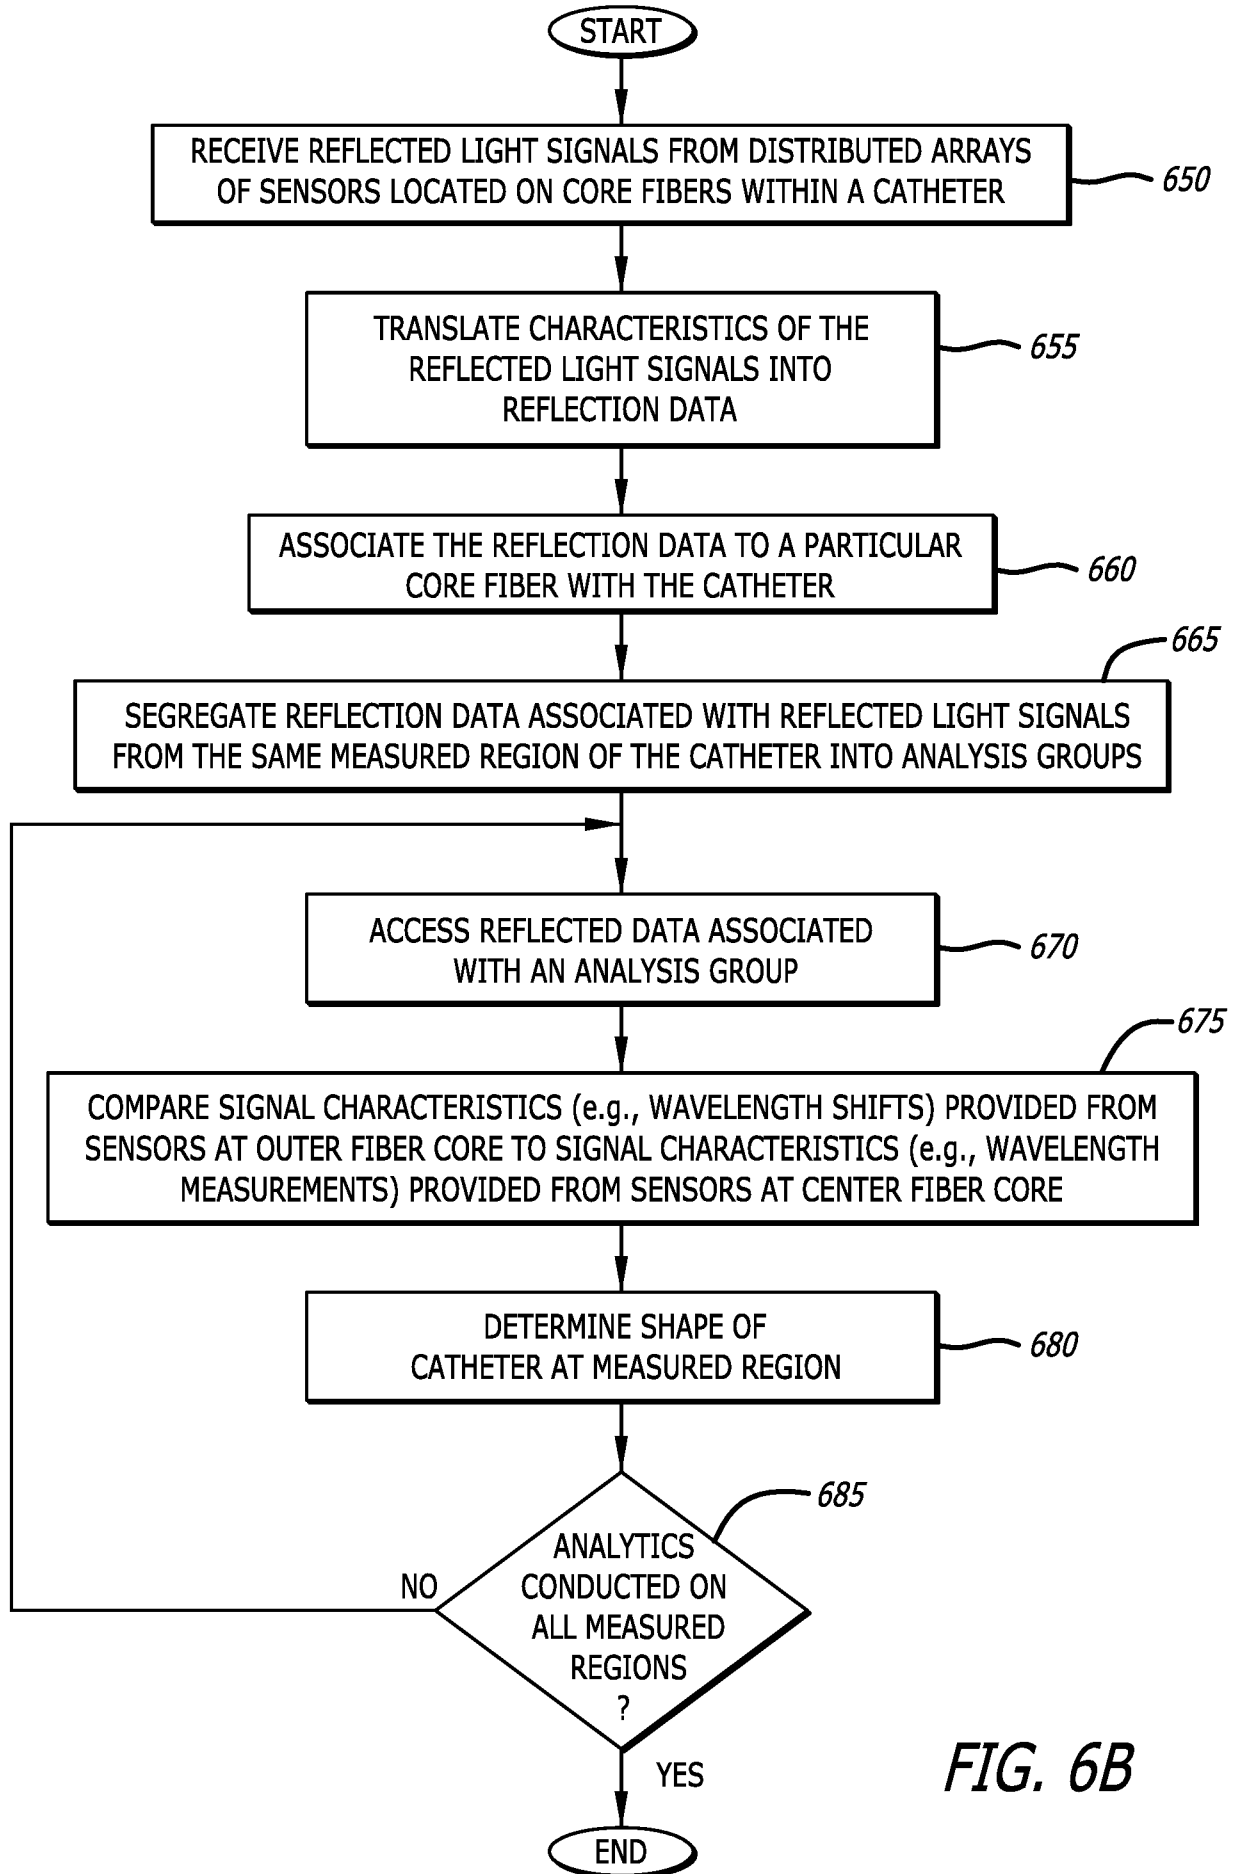 START
RECEIVE REFLECTED LIGHT SIGNALS FROM DISTRIBUTED ARRAYS
OF SENSORS LOCATED ON CORE FIBERS WITHIN A CATHETER
650
TRANSLATE CHARACTERISTICS OF THE
REFLECTED LIGHT SIGNALS INTO
REFLECTION DATA
655
ASSOCIATE THE REFLECTION DATA TO A PARTICULAR
CORE FIBER WITH THE CATHETER
660
665
SEGREGATE REFLECTION DATA ASSOCIATED WITH REFLECTED LIGHT SIGNALS
FROM THE SAME MEASURED REGION OF THE CATHETER INTO ANALYSIS GROUPS
ACCESS REFLECTED DATA ASSOCIATED
WITH AN ANALYSIS GROUP
670
675
COMPARE SIGNAL CHARACTERISTICS (e.g., WAVELENGTH SHIFTS) PROVIDED FROM
SENSORS AT OUTER FIBER CORE TO SIGNAL CHARACTERISTICS (e.g., WAVELENGTH
MEASUREMENTS) PROVIDED FROM SENSORS AT CENTER FIBER CORE
DETERMINE SHAPE OF
CATHETER AT MEASURED REGION
680
685
ANALYTICS
CONDUCTED ON
ALL MEASURED
REGIONS
?
NO
YES
END
FIG. 6B